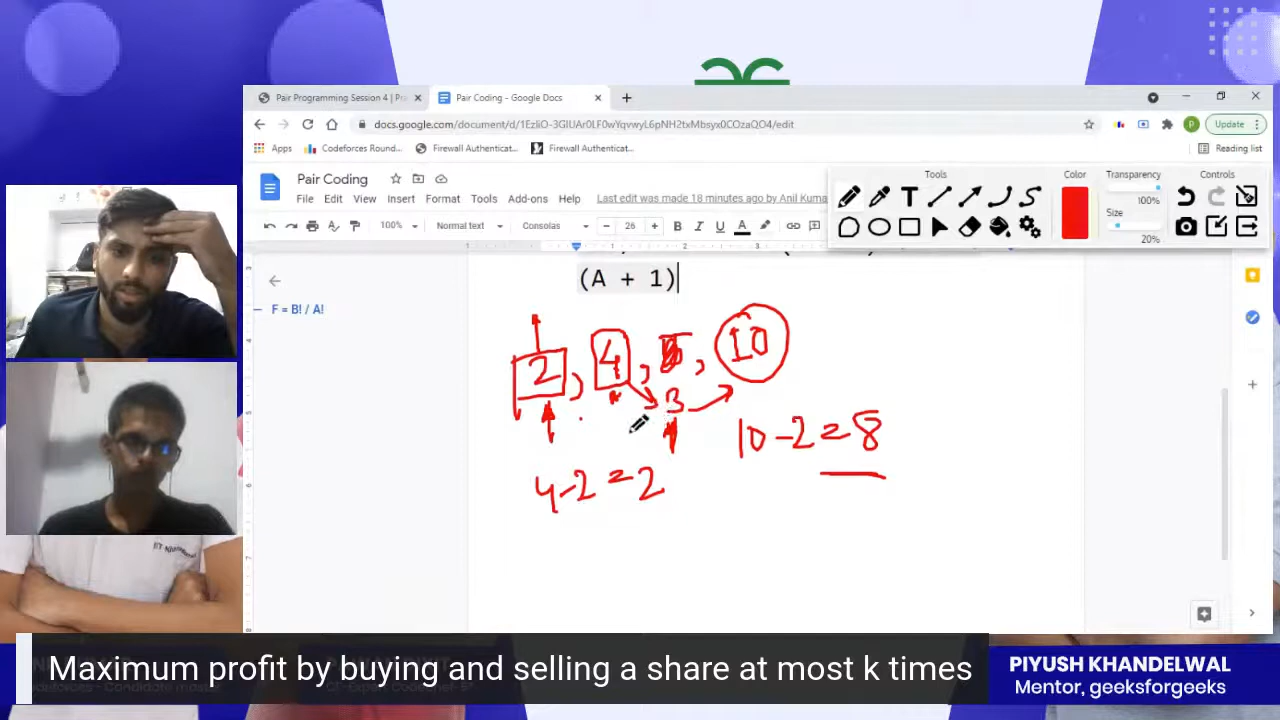 Pair Programming Session 4 | Pra
Pair Coding - Google Docs
docs.google.com/document/d/1EzliO-3GIUAr0LF0wYqvwyL6pNH2txMbsyx0COzaQO4/edit
Update
Apps
Codeforces Round...
Firewall Authenticat...
Firewall Authenticat...
Reading list
Pair Coding
File Edit View Insert Format Tools Add-ons Help
Last edit was made 18 minutes ago by Anil Kuma
Tools
Color
Transparency
Controls
100%
Size
20%
100%
Normal text
Consolas
26
(A + 1)
F = B! / A!
2, 4, , 10
3
10-2=8
4-2=2
Maximum profit by buying and selling a share at most k times
PIYUSH KHANDELWAL
Mentor, geeksforgeeks